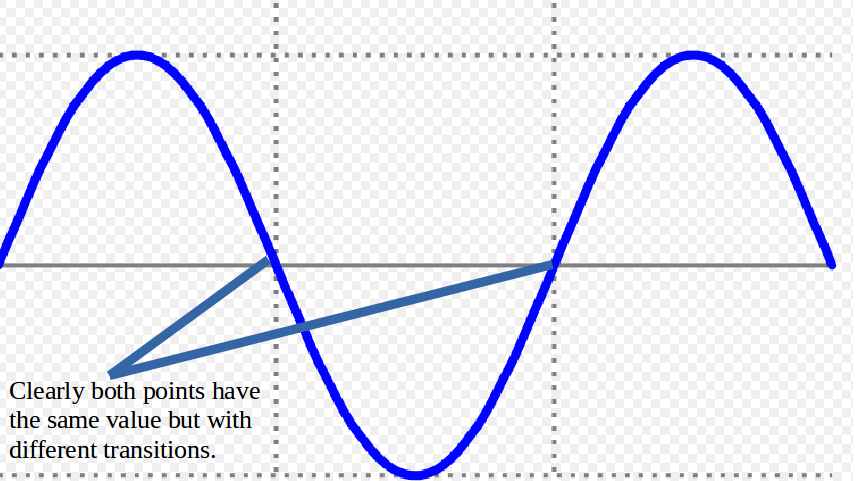 Clearly both points have
the same value but with
different transitions.